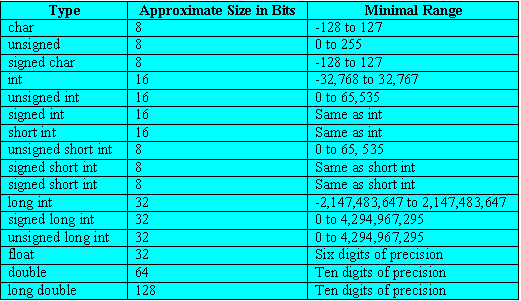 Type Approximate Size in Bits Minimal Range
char 8 -128 to 127
unsigned 8 0 to 255
signed char 8 -128 to 127
int 16 -32,768 to 32,767
unsigned int 16 0 to 65,535
signed int 16 Same as int
short int 16 Same as int
unsigned short int 8 0 to 65, 535
signed short int 8 Same as short int
signed short int 8 Same as short int
long int 32 -2,147,483,647 to 2,147,483,647
signed long int 32 0 to 4,294,967,295
unsigned long int 32 0 to 4,294,967,295
float 32 Six digits of precision
double 64 Ten digits of precision
long double 128 Ten digits of precision